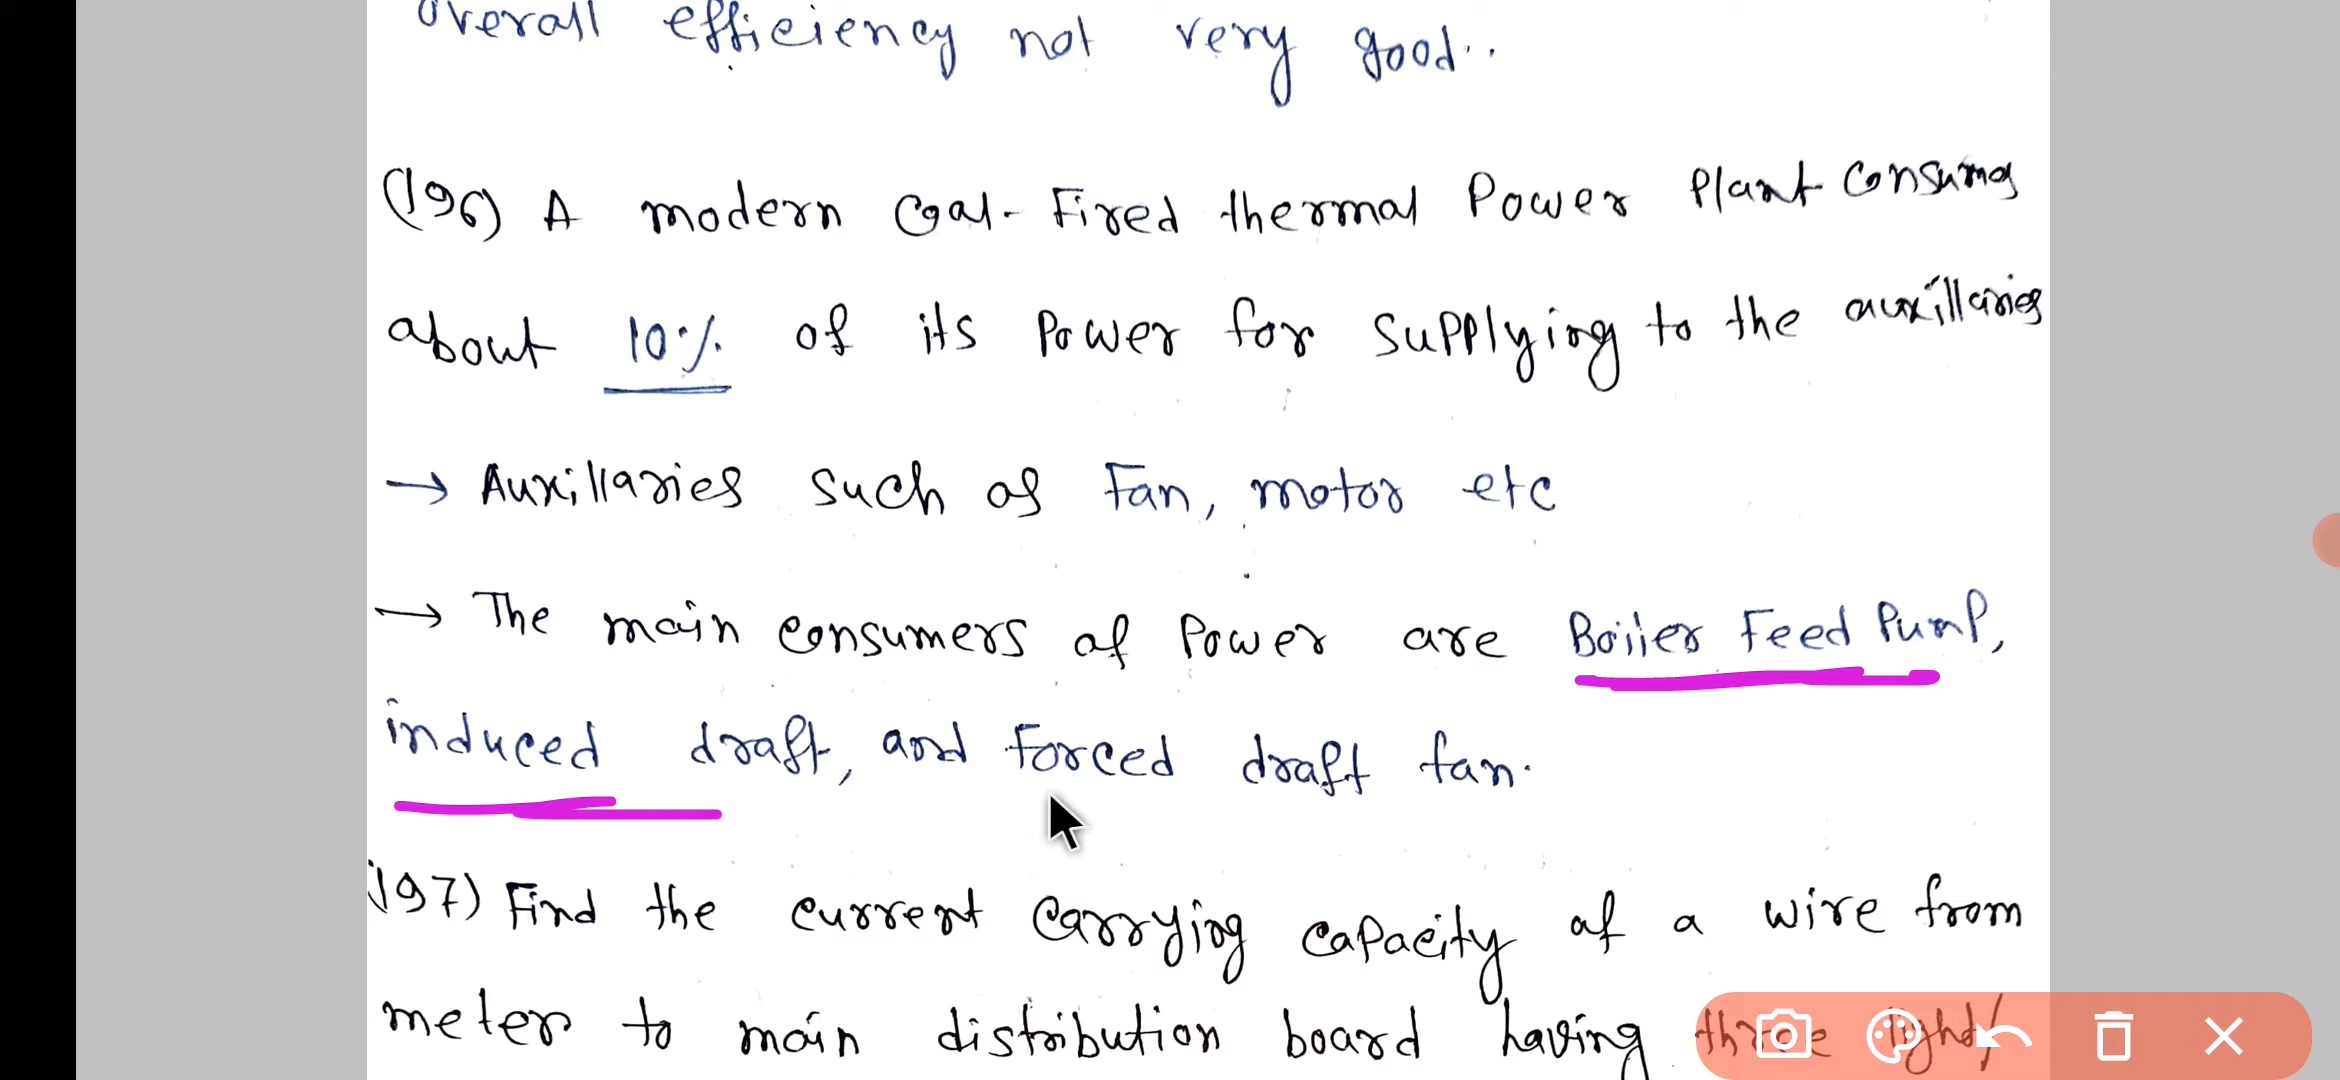 overall efficiency not very good..
(196) A modern Coal-Fired thermal Power Plant Consumes
about 10% of its Power for Supplying to the auxillaries
→ Auxillaries such as Fan, motor etc
→ The main consumers of Power are Boiler Feed Pump,
induced draft, and forced draft fan.
197) Find the current carrying capacity of a wire from
meter to main distribution board having three light/